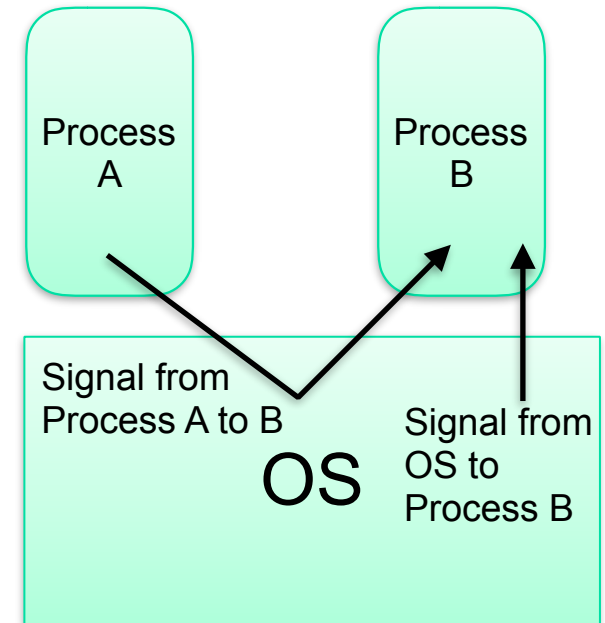 Process
A
Process
B
Signal from
Process A to B
OS
Signal from
OS to
Process B